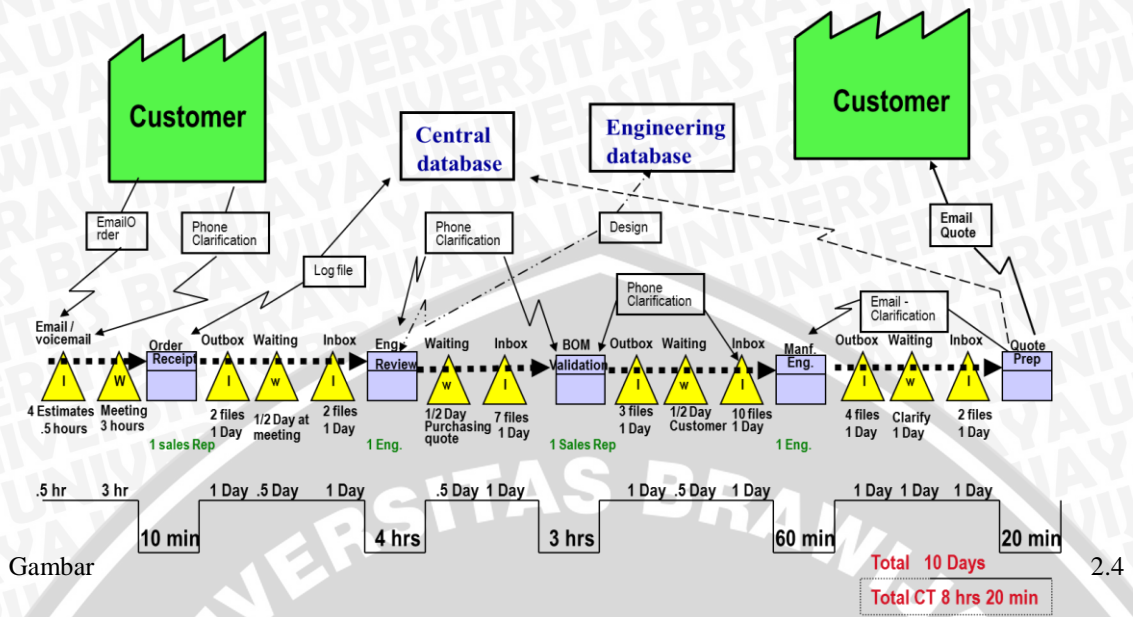 Customer
Customer
Central
database
Engineering
database
EmailO
rder
Phone
Clarification
Log file
Phone
Clarification
Design
Phone
Clarification
Email
Quote
Email -
Clarification
Email /
voicemail
Order
Receipt
Outbox
Waiting
Inbox
Eng.
Review
Waiting
Inbox
BOM
Validation
Outbox
Waiting
Inbox
Manf.
Eng.
Outbox
Waiting
Inbox
Quote
Prep
I
W
I
w
I
w
I
I
w
I
I
w
I
4 Estimates
.5 hours
Meeting
3 hours
1 sales Rep
2 files
1 Day
1/2 Day at
meeting
2 files
1 Day
1 Eng.
1/2 Day
Purchasing
quote
7 files
1 Day
1 Sales Rep
3 files
1 Day
1/2 Day
Customer
10 files
1 Day
1 Eng.
4 files
1 Day
Clarify
1 Day
2 files
1 Day
.5 hr 3 hr 1 Day .5 Day 1 Day .5 Day 1 Day 1 Day .5 Day 1 Day 1 Day 1 Day 1 Day
10 min 4 hrs 3 hrs 60 min 20 min
Gambar 2.4
Total 10 Days
Total CT 8 hrs 20 min
UNIVERSITAS BRAWIJAYA